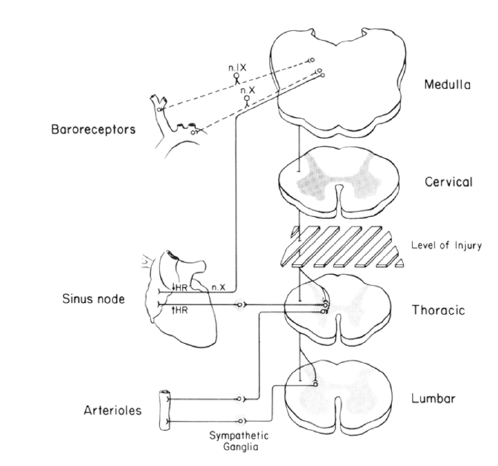 n.IX
n.X
Medulla
Baroreceptors
Cervical
Level of Injury
↓HR
n.X
Sinus node
↑HR
Thoracic
Arterioles
Lumbar
Sympathetic
Ganglia